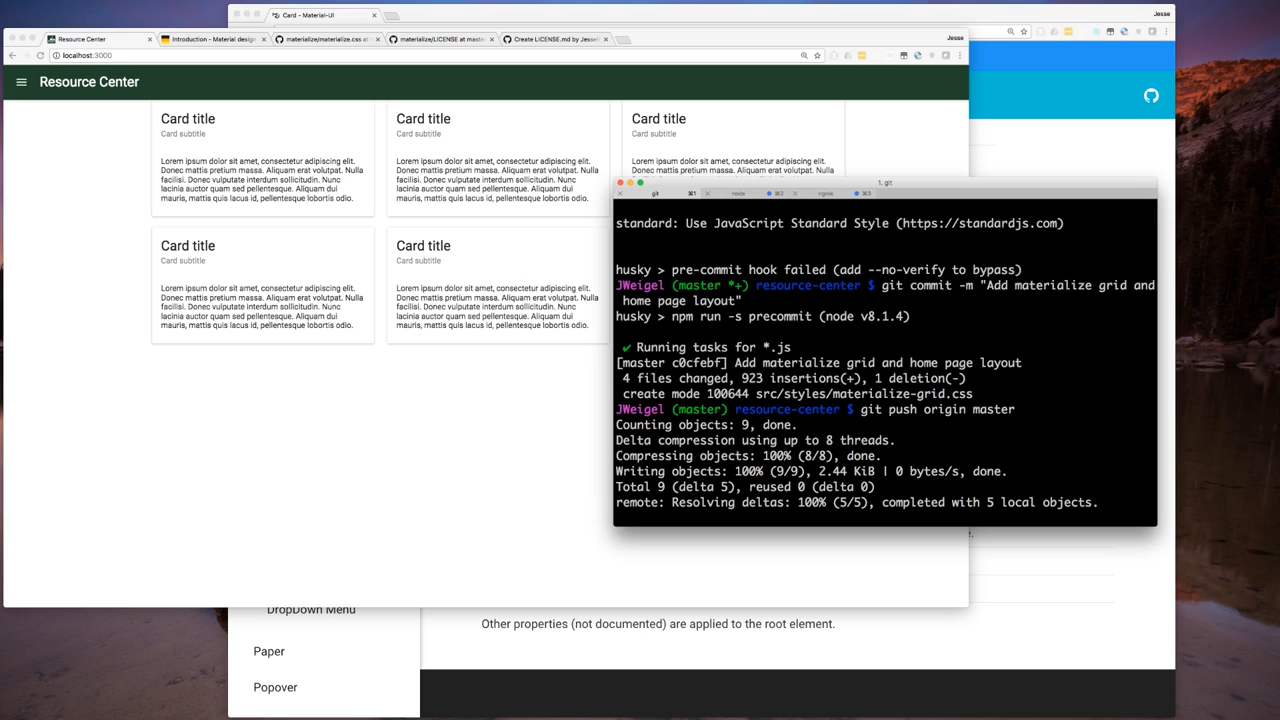 Card - Material-UI
Jesse
Resource Center
Introduction - Material desig
materialize/materialize.css at
materialize/LICENSE at master
Create LICENSE.md by JesseW
Jesse
localhost:3000
Resource Center
Card title
Card subtitle
Lorem ipsum dolor sit amet, consectetur adipiscing elit.
Donec mattis pretium massa. Aliquam erat volutpat. Nulla
facilisi. Donec vulputate interdum sollicitudin. Nunc
lacinia auctor quam sed pellentesque. Aliquam dui
mauris, mattis quis lacus id, pellentesque lobortis odio.
Card title
Card subtitle
Lorem ipsum dolor sit amet, consectetur adipiscing elit.
Donec mattis pretium massa. Aliquam erat volutpat. Nulla
facilisi. Donec vulputate interdum sollicitudin. Nunc
lacinia auctor quam sed pellentesque. Aliquam dui
mauris, mattis quis lacus id, pellentesque lobortis odio.
Card title
Card subtitle
Lorem ipsum dolor sit amet, consectetur adipiscing elit.
Donec mattis pretium massa. Aliquam erat volutpat. Nulla
Card title
Card subtitle
Lorem ipsum dolor sit amet, consectetur adipiscing elit.
Donec mattis pretium massa. Aliquam erat volutpat. Nulla
facilisi. Donec vulputate interdum sollicitudin. Nunc
lacinia auctor quam sed pellentesque. Aliquam dui
mauris, mattis quis lacus id, pellentesque lobortis odio.
Card title
Card subtitle
Lorem ipsum dolor sit amet, consectetur adipiscing elit.
Donec mattis pretium massa. Aliquam erat volutpat. Nulla
facilisi. Donec vulputate interdum sollicitudin. Nunc
lacinia auctor quam sed pellentesque. Aliquam dui
mauris, mattis quis lacus id, pellentesque lobortis odio.
1. git
git ⌘1
node ⌘2
ngrok ⌘3
standard: Use JavaScript Standard Style (https://standardjs.com)
husky > pre-commit hook failed (add --no-verify to bypass)
JWeigel (master *+) resource-center $ git commit -m "Add materialize grid and
home page layout"
husky > npm run -s precommit (node v8.1.4)
✔ Running tasks for *.js
[master c0cfebf] Add materialize grid and home page layout
4 files changed, 923 insertions(+), 1 deletion(-)
create mode 100644 src/styles/materialize-grid.css
JWeigel (master) resource-center $ git push origin master
Counting objects: 9, done.
Delta compression using up to 8 threads.
Compressing objects: 100% (8/8), done.
Writing objects: 100% (9/9), 2.44 KiB | 0 bytes/s, done.
Total 9 (delta 5), reused 0 (delta 0)
remote: Resolving deltas: 100% (5/5), completed with 5 local objects.
DropDown Menu
Paper
Popover
Other properties (not documented) are applied to the root element.